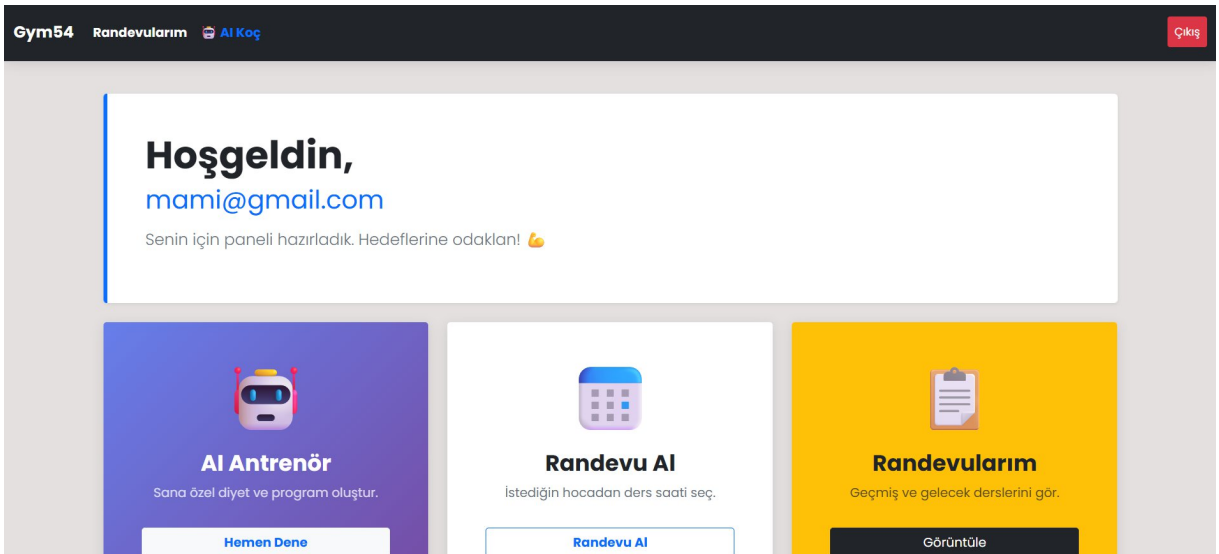 Gym54 Randevularım AI Koç Çıkış
Hoşgeldin,
mami@gmail.com
Senin için paneli hazırladık. Hedeflerine odaklan! 💪
AI Antrenör
Sana özel diyet ve program oluştur.
Hemen Dene
Randevu Al
İstediğin hocadan ders saati seç.
Randevu Al
Randevularım
Geçmiş ve gelecek derslerini gör.
Görüntüle